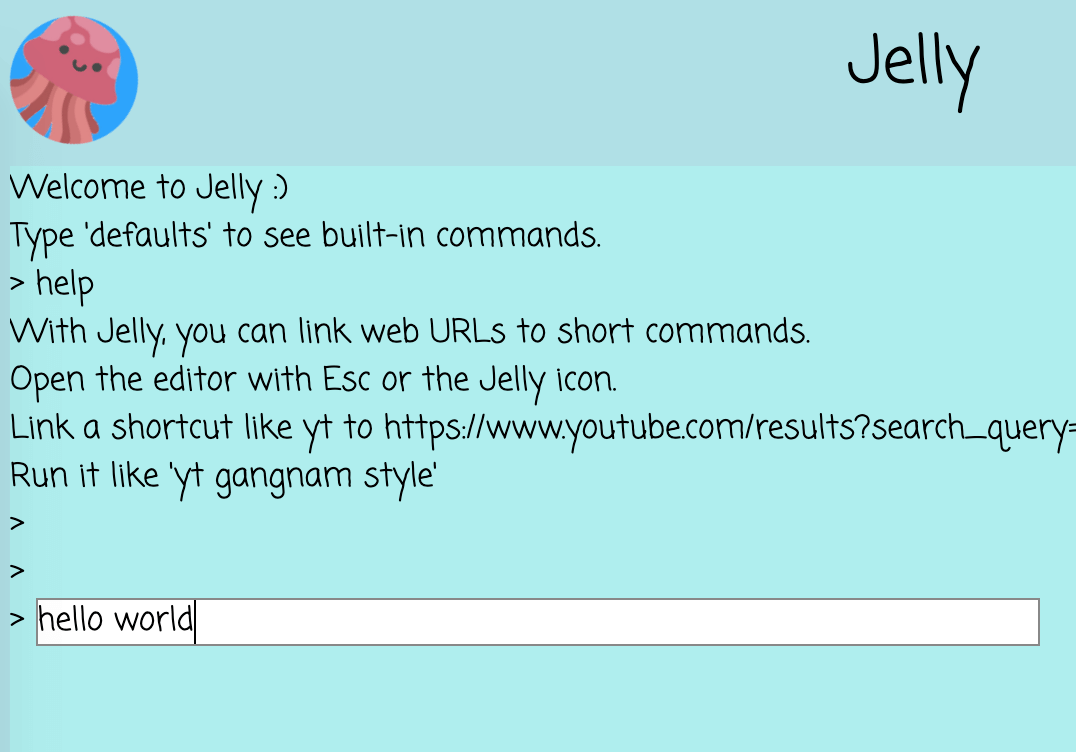 Jelly
Welcome to Jelly :)
Type 'defaults' to see built-in commands.
> help
With Jelly, you can link web URLs to short commands.
Open the editor with Esc or the Jelly icon.
Link a shortcut like yt to https://www.youtube.com/results?search_query=
Run it like 'yt gangnam style'
>
>
> hello world